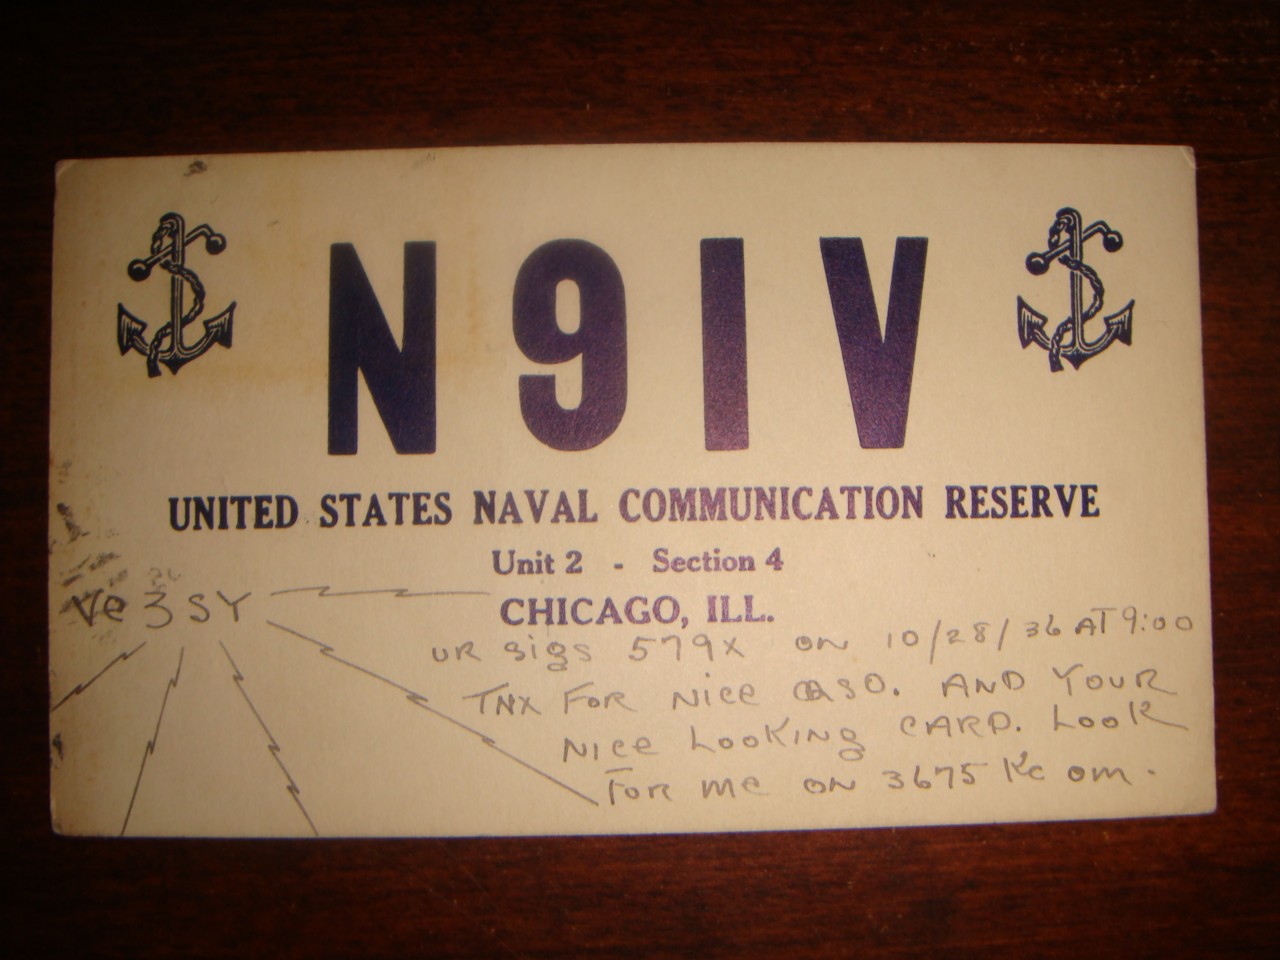 N9IV
UNITED STATES NAVAL COMMUNICATION RESERVE
Unit 2 - Section 4
CHICAGO, ILL.
Ve 3SY
UR Sigs 579X ON 10/28/36 AT 9:00
TNX FOR Nice QSO. AND YOUR
Nice LOOKING CARD. LOOK
FOR Me ON 3675 Kc om.